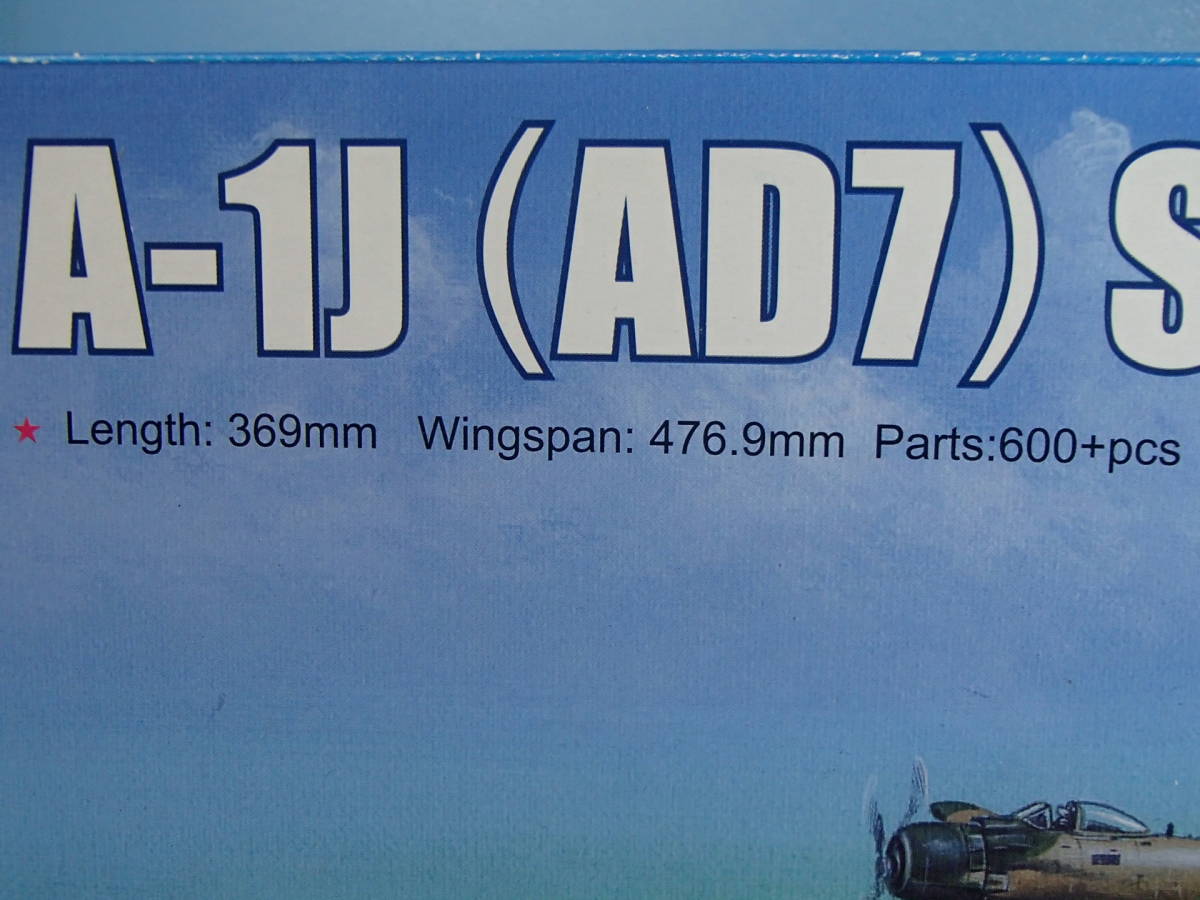 A-1J (AD7) S
★ Length: 369mm Wingspan: 476.9mm Parts:600+pcs